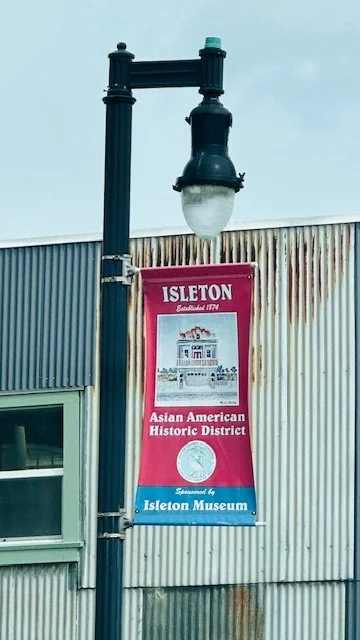 ISLETON
Established 1874
Asian American
Historic District
Sponsored by
Isleton Museum